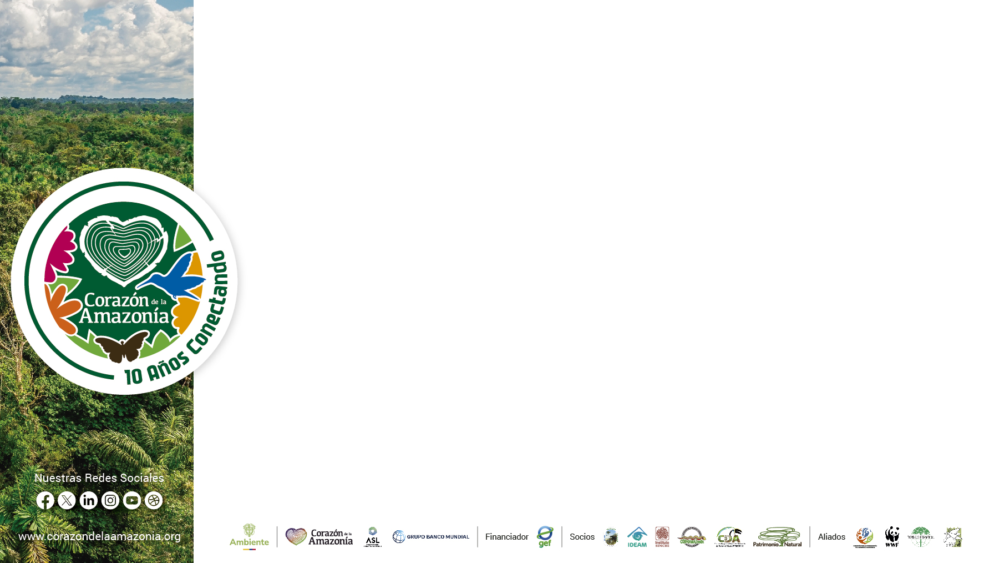 Corazón de la
Amazonía
10 Años Conectando
Nuestras Redes Sociales
www.corazondelaamazonia.org
Ambiente
Corazón de la
Amazonía
ASL
GRUPO BANCO MUNDIAL
Financiador
gef
Socios
IDEAM
Instituto
SINCHI
CDA
Patrimonio Natural
Aliados
WWF